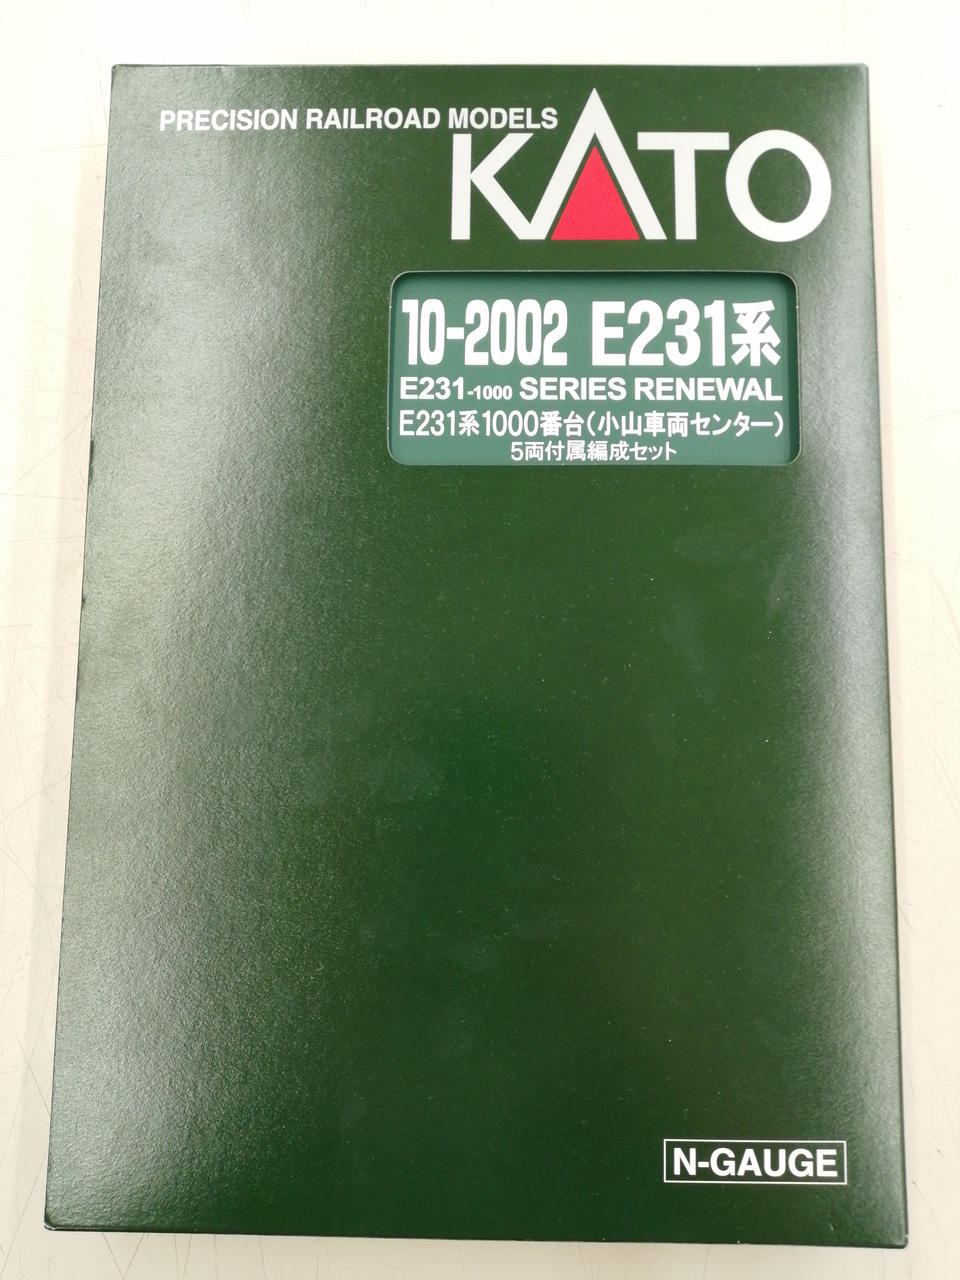 PRECISION RAILROAD MODELS
KATO
10-2002 E231系
E231-1000 SERIES RENEWAL
E231系1000番台(小山車両センター)
5両付属編成セット
N-GAUGE